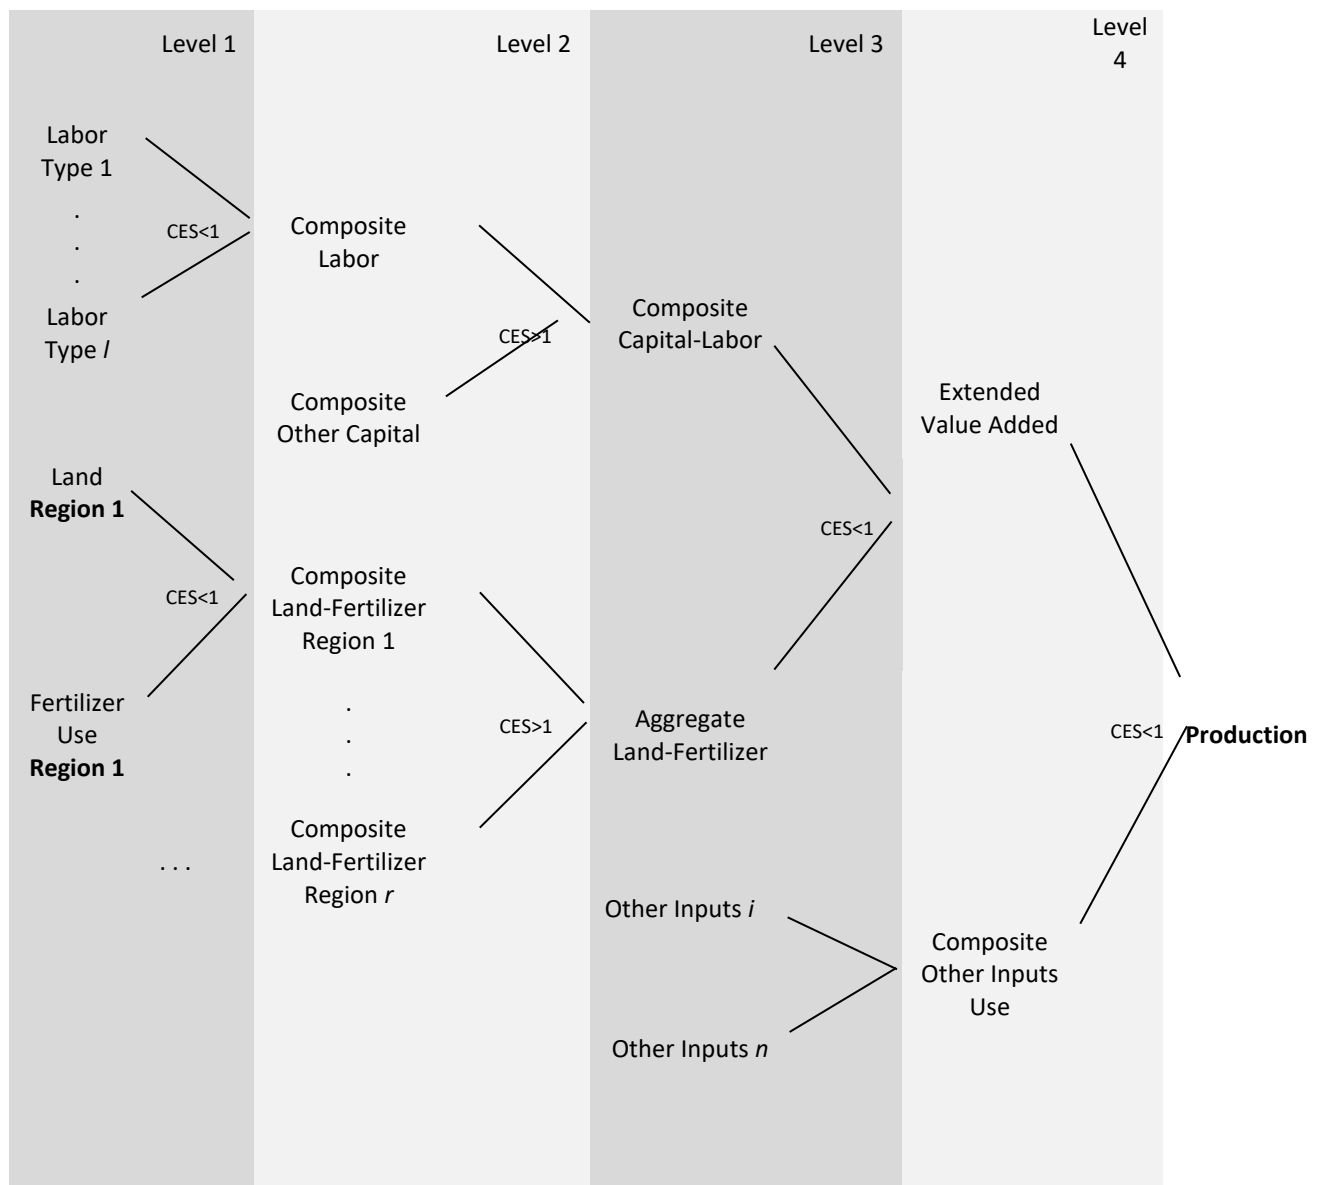 Level 1
Level 2
Level 3
Level
4
Labor
Type 1
.
.
.
CES<1
Labor
Type l
Land
Region 1
CES<1
Fertilizer
Use
Region 1
. . .
Composite
Labor
CES>1
Composite
Other Capital
Composite
Land-Fertilizer
Region 1
.
.
.
CES>1
Composite
Land-Fertilizer
Region r
Composite
Capital-Labor
CES<1
Aggregate
Land-Fertilizer
Other Inputs i
Other Inputs n
Extended
Value Added
CES<1
Composite
Other Inputs
Use
Production